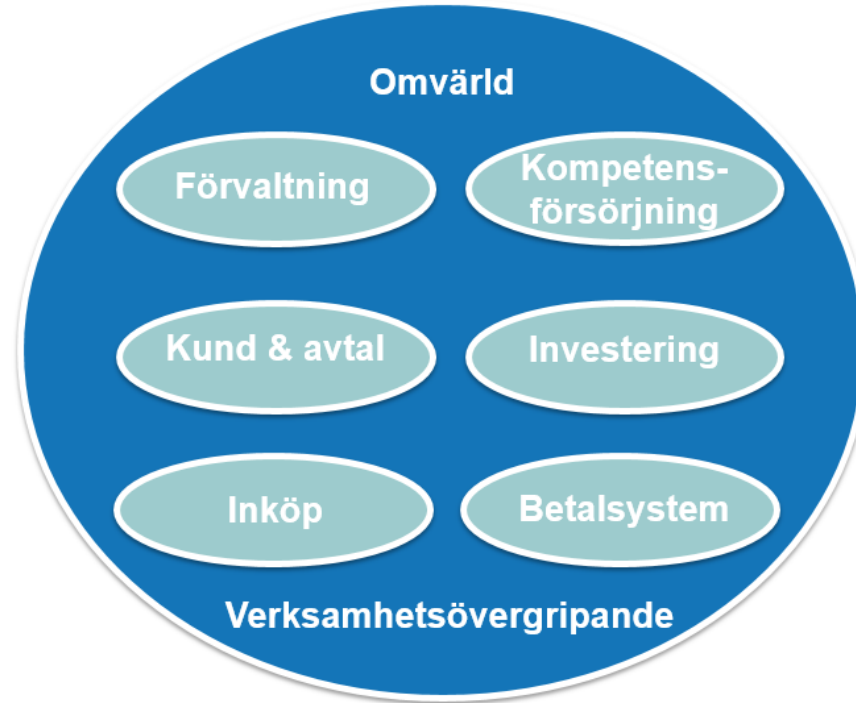 Omvärld
Förvaltning
Kompetens-
försörjning
Kund & avtal
Investering
Inköp
Betalsystem
Verksamhetsövergripande